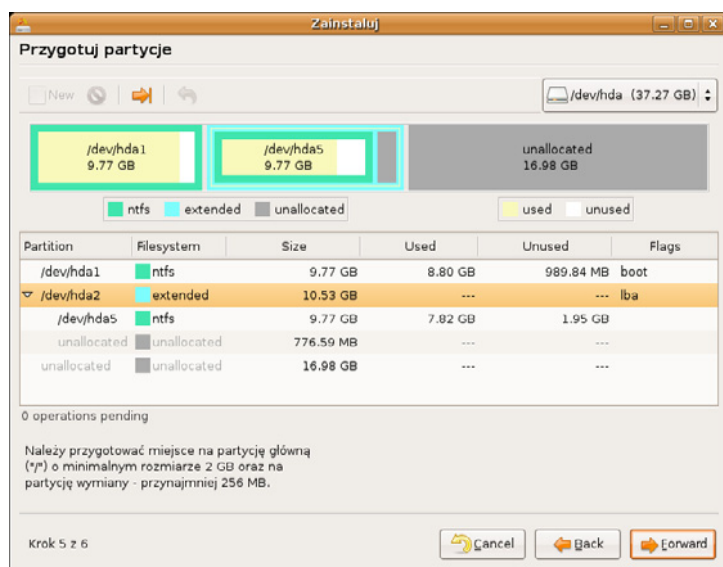 Zainstaluj
Przygotuj partycje
New
/dev/hda (37.27 GB)
/dev/hda1
9.77 GB
/dev/hda5
9.77 GB
unallocated
16.98 GB
ntfs extended unallocated
used unused
Partition Filesystem Size Used Unused Flags
/dev/hda1 ntfs 9.77 GB 8.80 GB 989.84 MB boot
/dev/hda2 extended 10.53 GB --- --- lba
/dev/hda5 ntfs 9.77 GB 7.82 GB 1.95 GB
unallocated unallocated 776.59 MB --- ---
unallocated unallocated 16.98 GB --- ---
0 operations pending
Należy przygotować miejsce na partycję główną
("/") o minimalnym rozmiarze 2 GB oraz na
partycję wymiany - przynajmniej 256 MB.
Krok 5 z 6
Cancel Back Forward